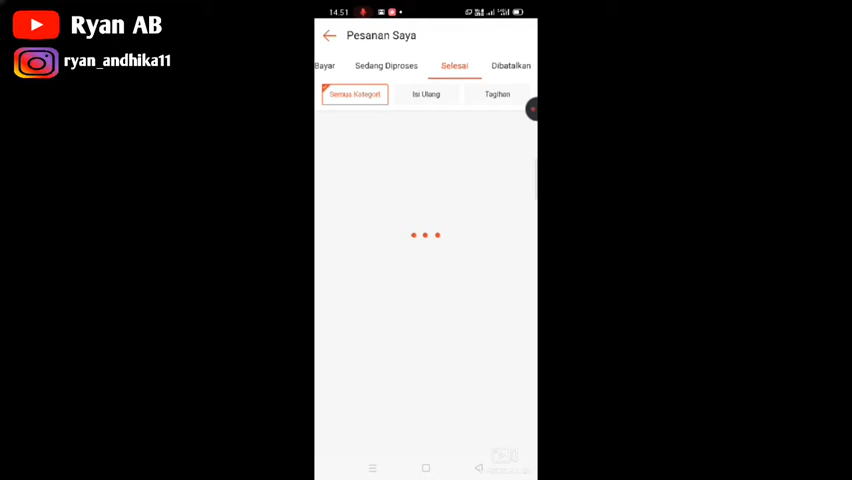 Ryan AB
ryan_andhika11
14.51
Pesanan Saya
Bayar Sedang Diproses Selesai Dibatalkan
Semua Kategori Isi Ulang Tagihan